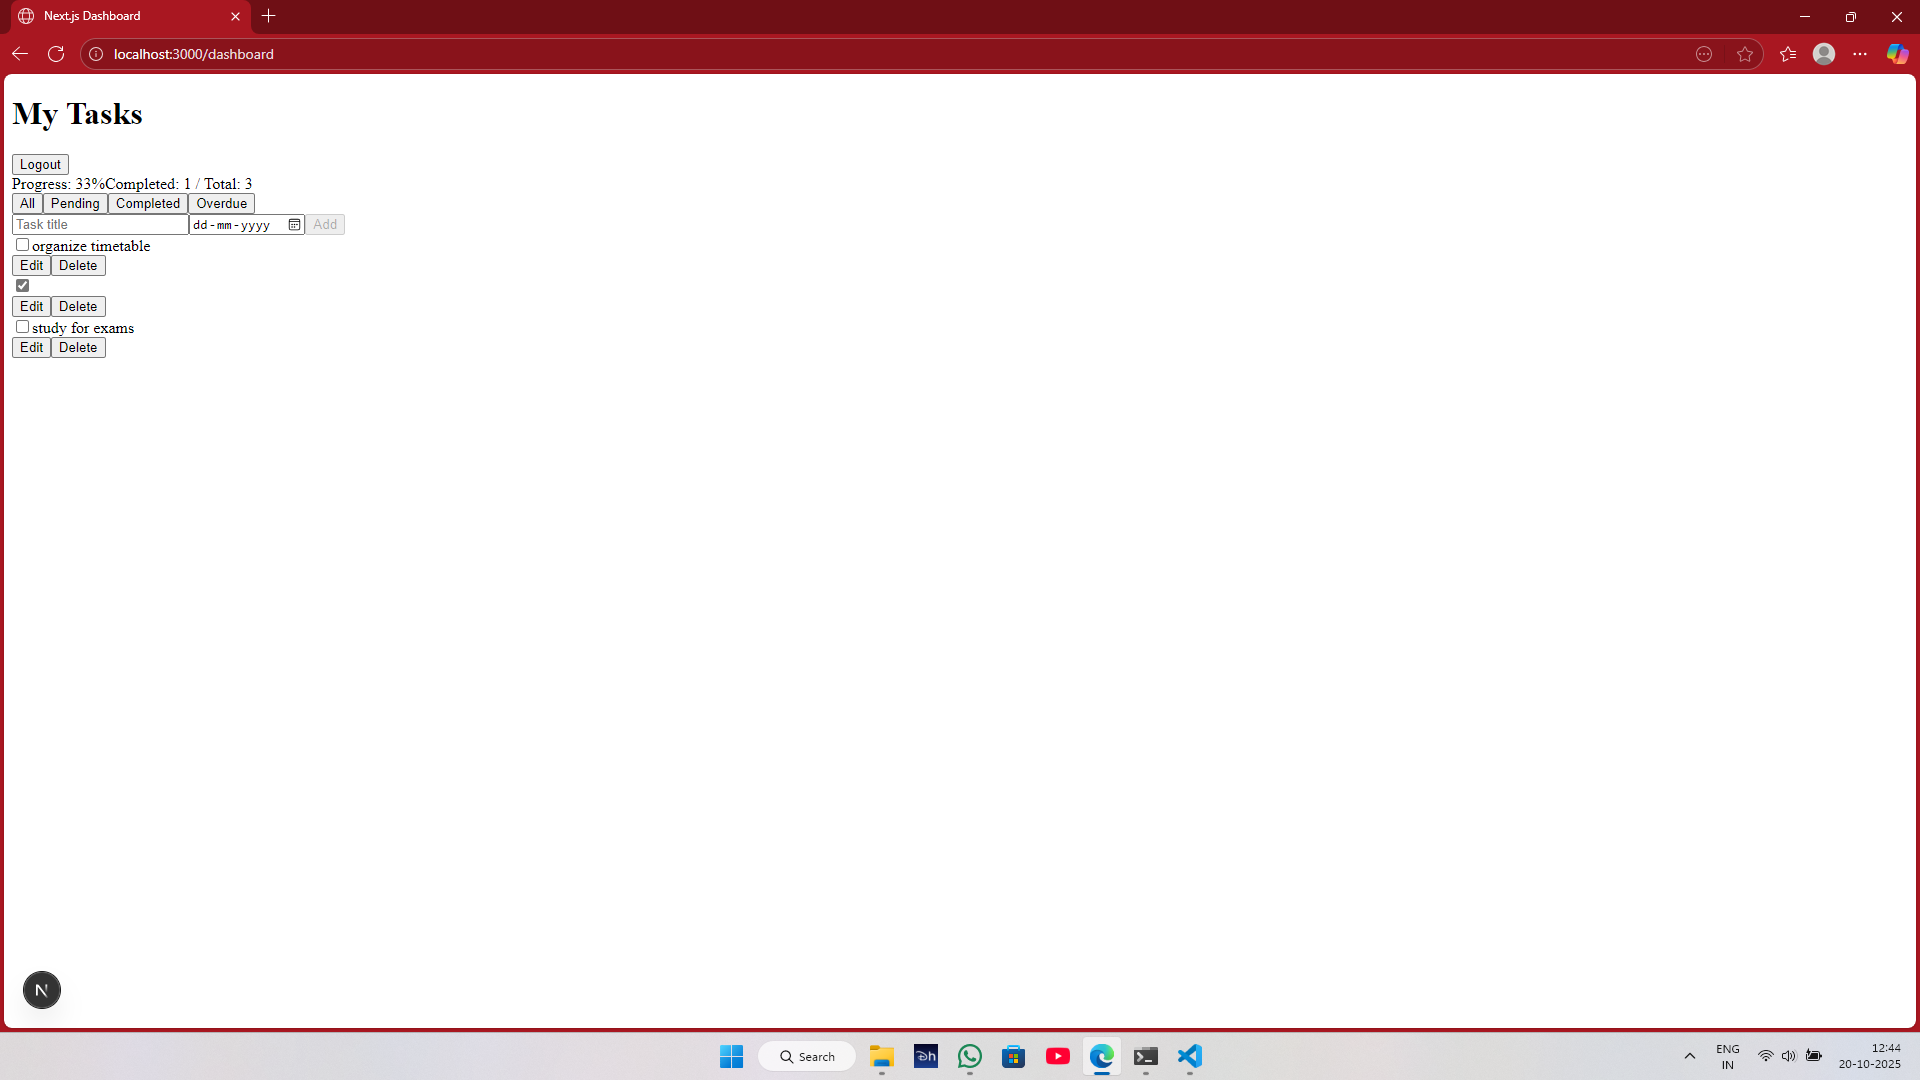 Next.js Dashboard
localhost:3000/dashboard
My Tasks
Logout
Progress: 33%Completed: 1 / Total: 3
All Pending Completed Overdue
Task title dd-mm-yyyy Add
organize timetable
Edit Delete
Edit Delete
study for exams
Edit Delete
N
Search
Dh
ENG
IN
12:44
20-10-2025